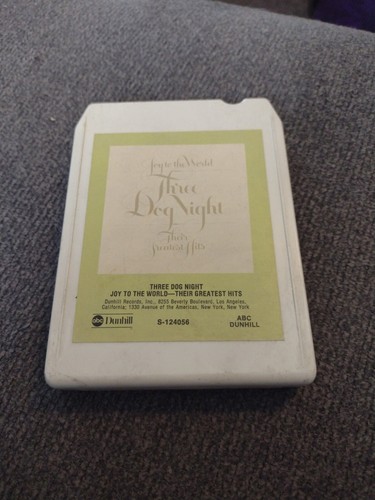 Joy to the World
Three
Dog Night
Their
Greatest Hits
THREE DOG NIGHT
JOY TO THE WORLD—THEIR GREATEST HITS
Dunhill Records, Inc., 8255 Beverly Boulevard, Los Angeles,
California; 1330 Avenue of the Americas, New York, New York
abc Dunhill
S-124056
ABC
DUNHILL